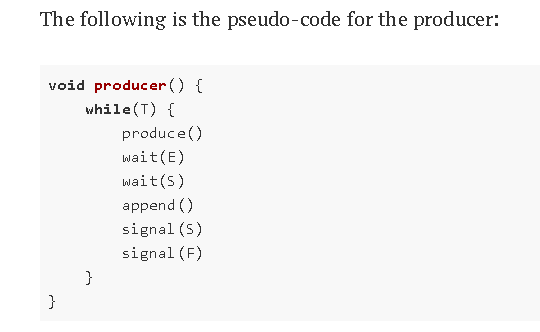 The following is the pseudo-code for the producer:
void producer() {
    while(T) {
        produce()
        wait(E)
        wait(S)
        append()
        signal(S)
        signal(F)
    }
}